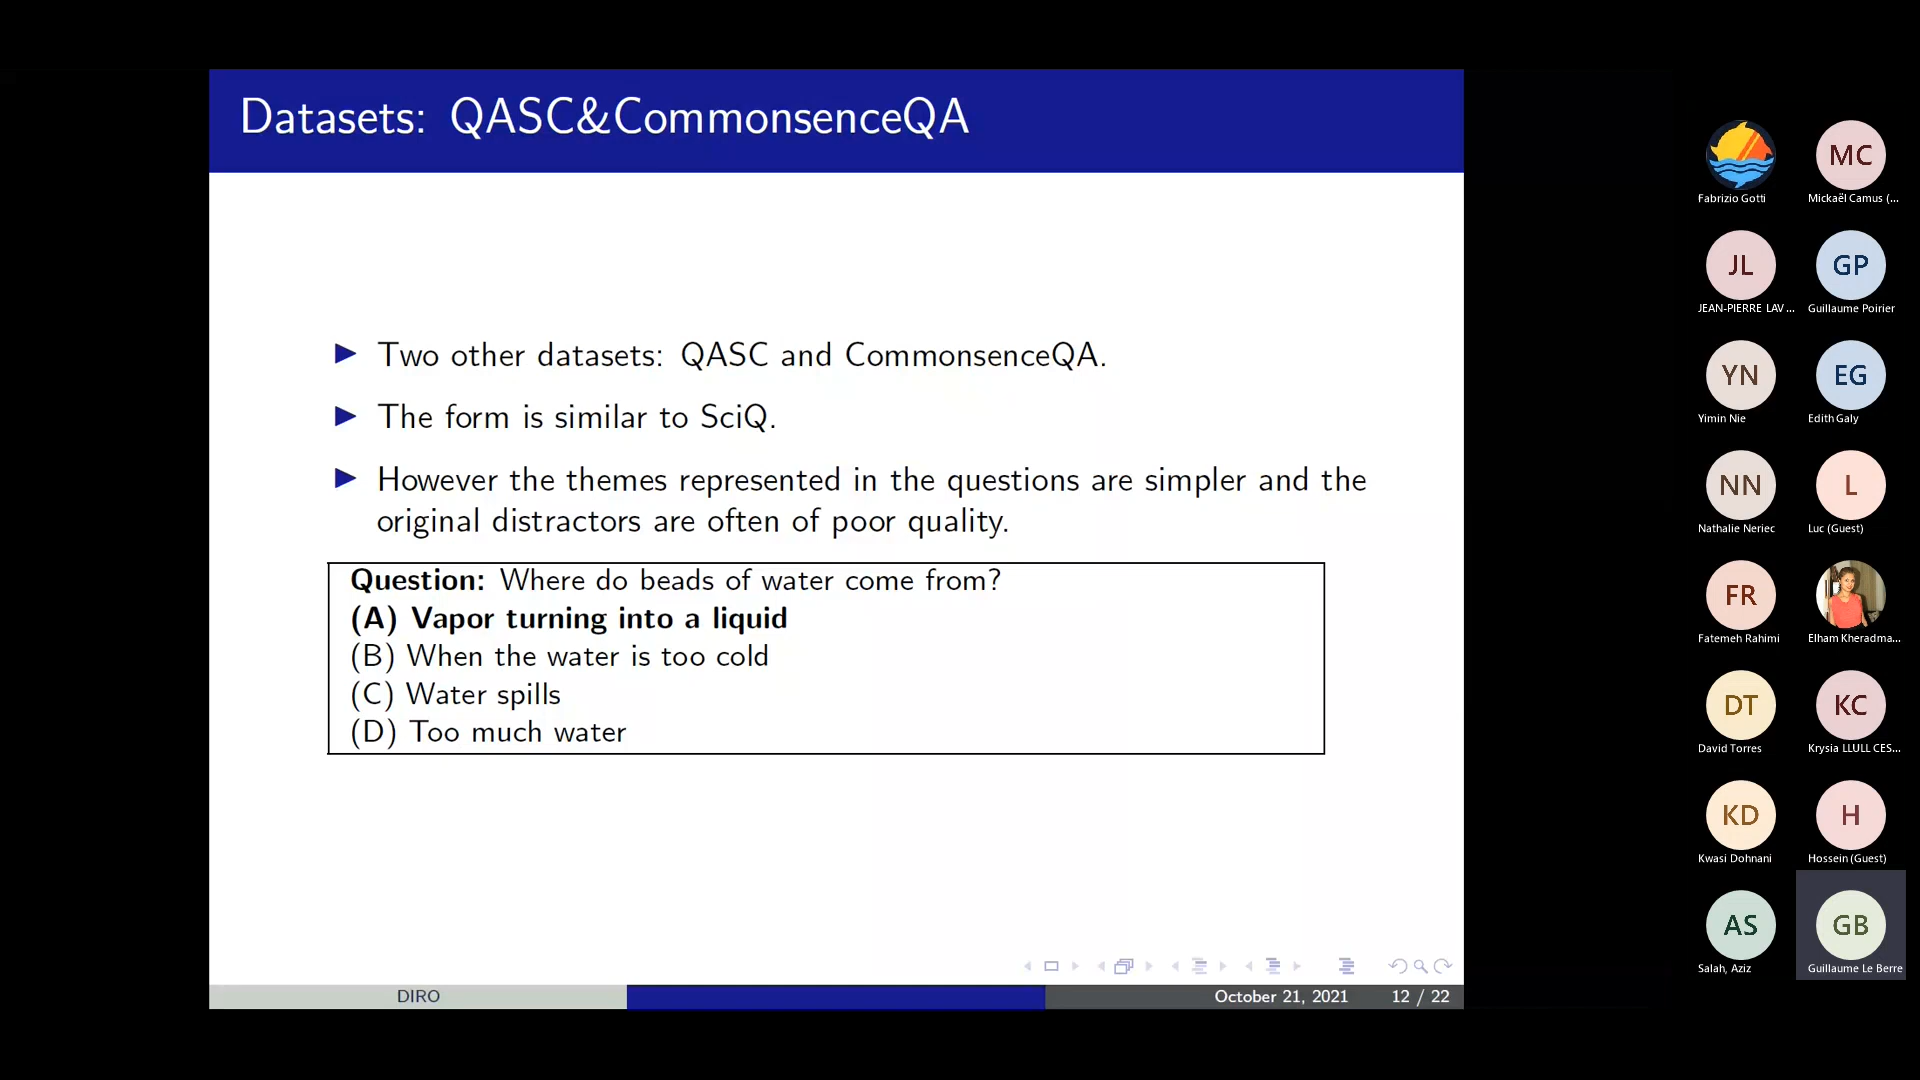 Datasets: QASC&CommonsenceQA
Two other datasets: QASC and CommonsenceQA.
The form is similar to SciQ.
However the themes represented in the questions are simpler and the
original distractors are often of poor quality.
Question: Where do beads of water come from?
(A) Vapor turning into a liquid
(B) When the water is too cold
(C) Water spills
(D) Too much water
DIRO
October 21, 2021 12 / 22
MC
Fabrizio Gotti
Mickaël Camus (...
JL
GP
JEAN-PIERRE LAV...
Guillaume Poirier
YN
EG
Yimin Nie
Edith Galy
NN
L
Nathalie Neriec
Luc (Guest)
FR
Fatemeh Rahimi
Elham Kheradma...
DT
KC
David Torres
Krysia LLULL CES...
KD
H
Kwasi Dohnani
Hossein (Guest)
AS
GB
Salah, Aziz
Guillaume Le Berre